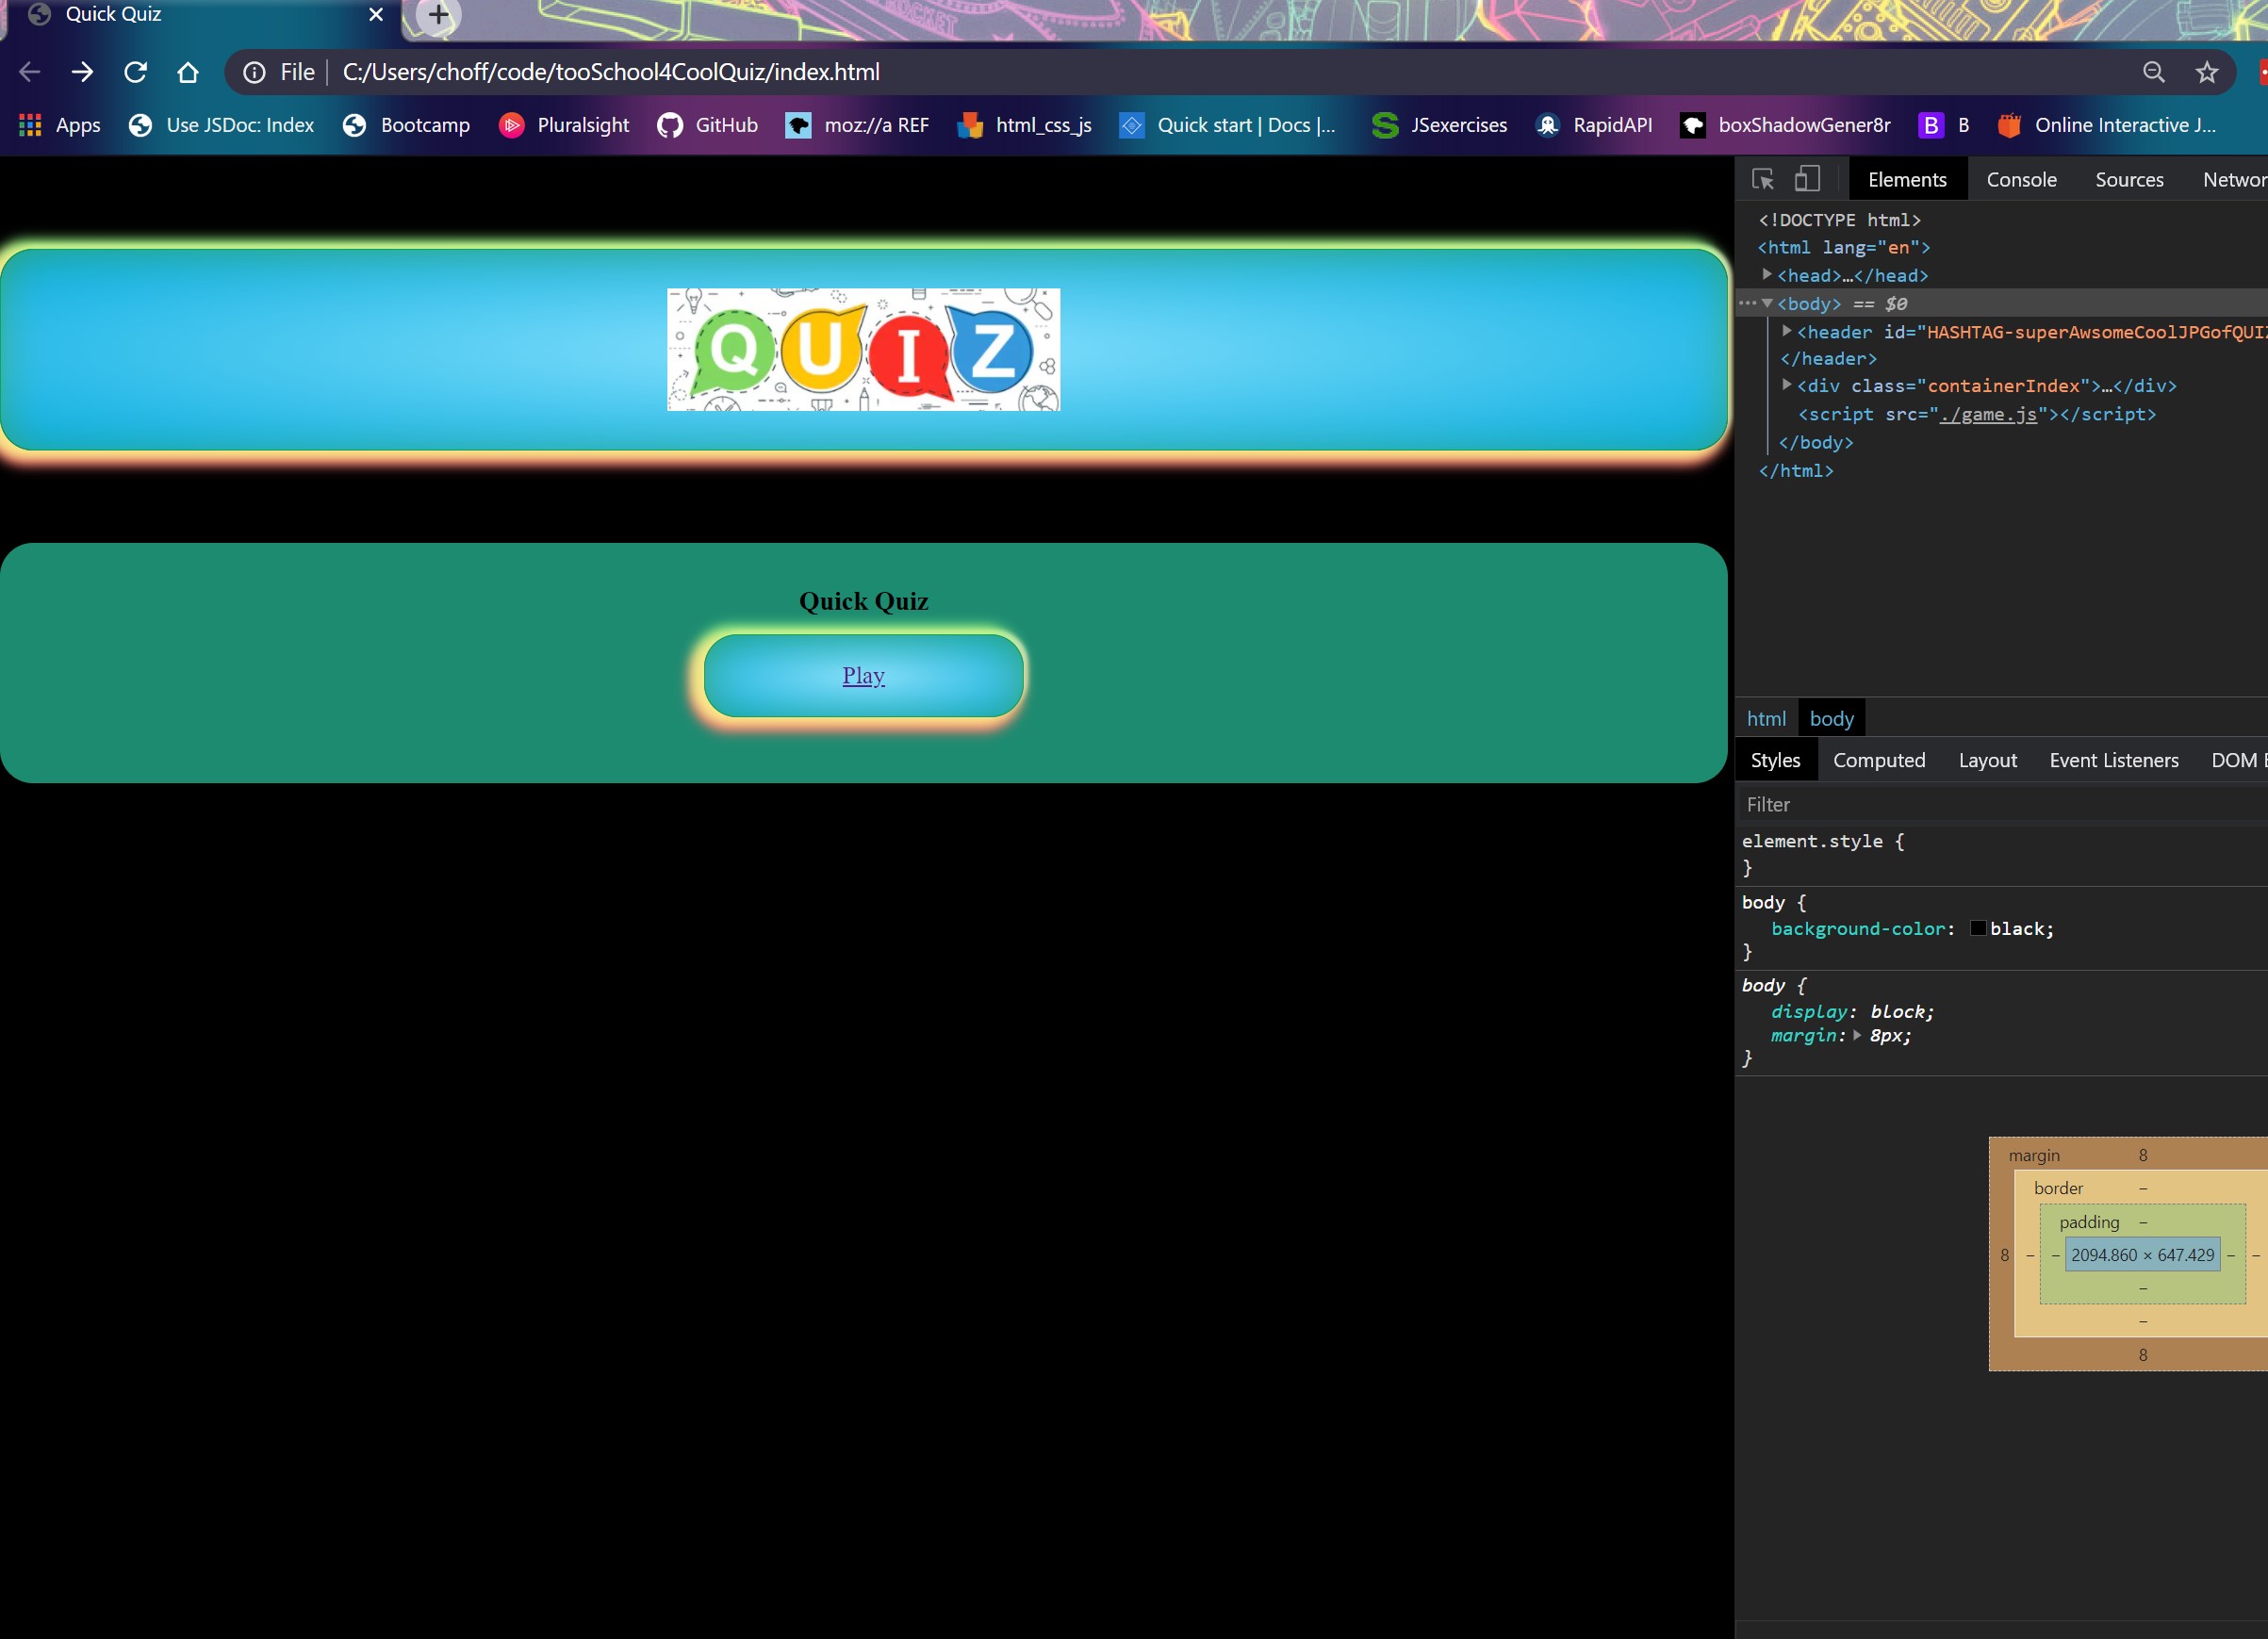 Quick Quiz
ROCKET
File C:/Users/choff/code/tooSchool4CoolQuiz/index.html
Apps Use JSDoc: Index Bootcamp Pluralsight GitHub moz://a REF html_css_js Quick start | Docs |... JSexercises RapidAPI boxShadowGener8r B B Online Interactive J...
QUIZ
Quick Quiz
Play
Elements Console Sources Networ
<!DOCTYPE html>
<html lang="en">
<head>…</head>
<body> == $0
<header id="HASHTAG-superAwsomeCoolJPGofQUIZ
</header>
<div class="containerIndex">…</div>
<script src="./game.js"></script>
</body>
</html>
html body
Styles Computed Layout Event Listeners DOM
Filter
element.style {
}
body {
background-color: black;
}
body {
display: block;
margin: 8px;
}
margin 8
border –
padding –
8 – – 2094.860 × 647.429 – –
–
–
8